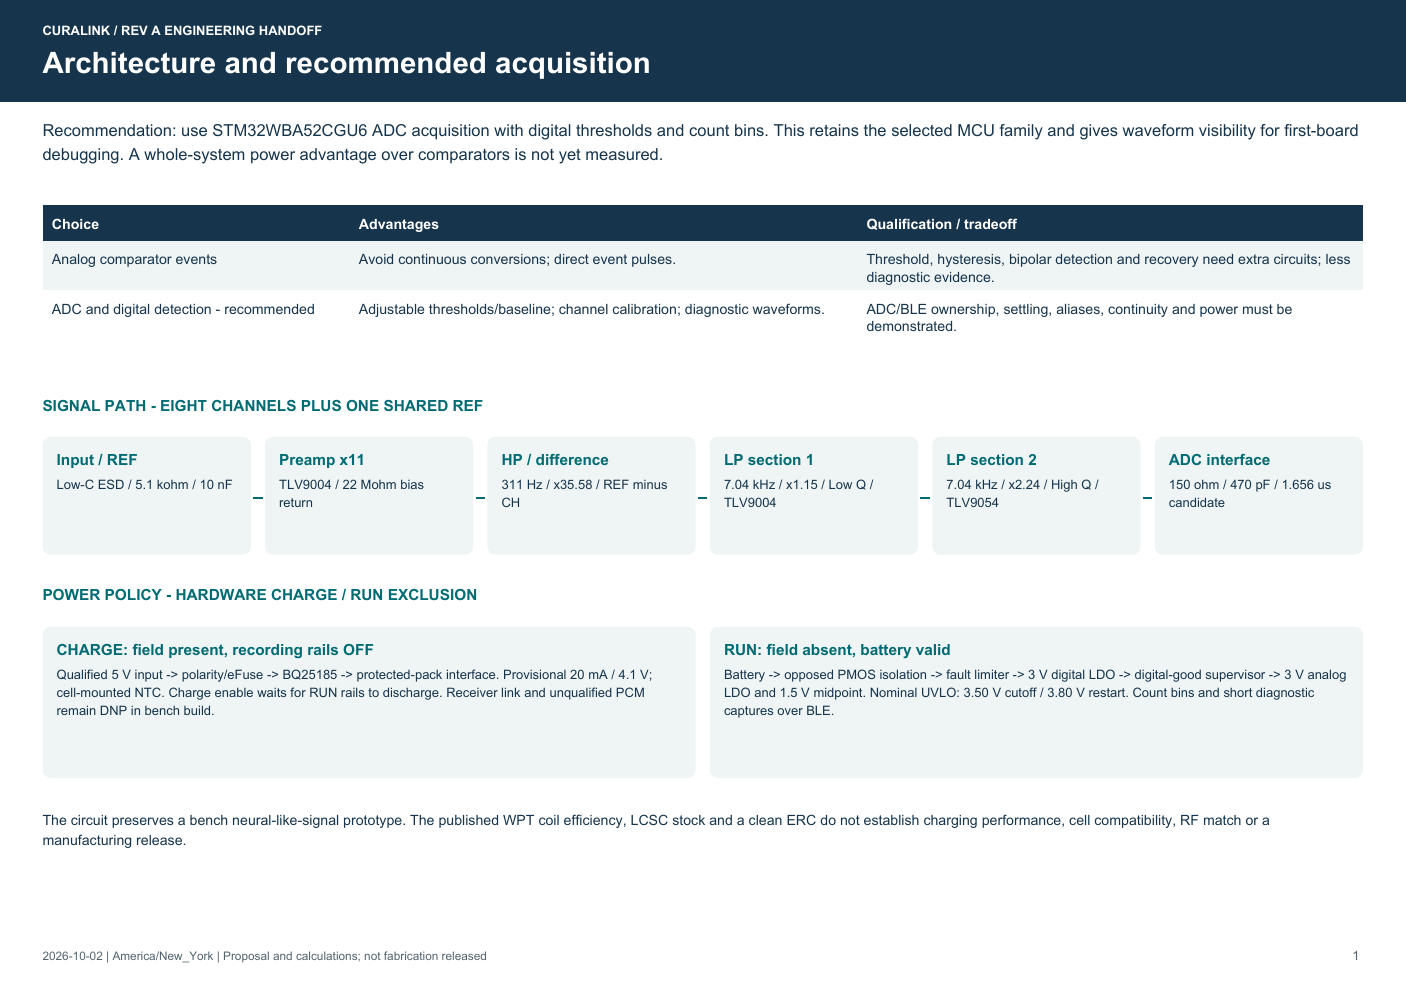 CURALINK / REV A ENGINEERING HANDOFF
Architecture and recommended acquisition
Recommendation: use STM32WBA52CGU6 ADC acquisition with digital thresholds and count bins. This retains the selected MCU family and gives waveform visibility for first-board
debugging. A whole-system power advantage over comparators is not yet measured.
Choice
Advantages
Qualification / tradeoff
Analog comparator events
Avoid continuous conversions; direct event pulses.
Threshold, hysteresis, bipolar detection and recovery need extra circuits; less
diagnostic evidence.
ADC and digital detection - recommended
Adjustable thresholds/baseline; channel calibration; diagnostic waveforms.
ADC/BLE ownership, settling, aliases, continuity and power must be
demonstrated.
SIGNAL PATH - EIGHT CHANNELS PLUS ONE SHARED REF
Input / REF
Low-C ESD / 5.1 kohm / 10 nF
Preamp x11
TLV9004 / 22 Mohm bias
return
HP / difference
311 Hz / x35.58 / REF minus
CH
LP section 1
7.04 kHz / x1.15 / Low Q /
TLV9004
LP section 2
7.04 kHz / x2.24 / High Q /
TLV9054
ADC interface
150 ohm / 470 pF / 1.656 us
candidate
POWER POLICY - HARDWARE CHARGE / RUN EXCLUSION
CHARGE: field present, recording rails OFF
Qualified 5 V input -> polarity/eFuse -> BQ25185 -> protected-pack interface. Provisional 20 mA / 4.1 V;
cell-mounted NTC. Charge enable waits for RUN rails to discharge. Receiver link and unqualified PCM
remain DNP in bench build.
RUN: field absent, battery valid
Battery -> opposed PMOS isolation -> fault limiter -> 3 V digital LDO -> digital-good supervisor -> 3 V analog
LDO and 1.5 V midpoint. Nominal UVLO: 3.50 V cutoff / 3.80 V restart. Count bins and short diagnostic
captures over BLE.
The circuit preserves a bench neural-like-signal prototype. The published WPT coil efficiency, LCSC stock and a clean ERC do not establish charging performance, cell compatibility, RF match or a
manufacturing release.
2026-10-02 | America/New_York | Proposal and calculations; not fabrication released
1